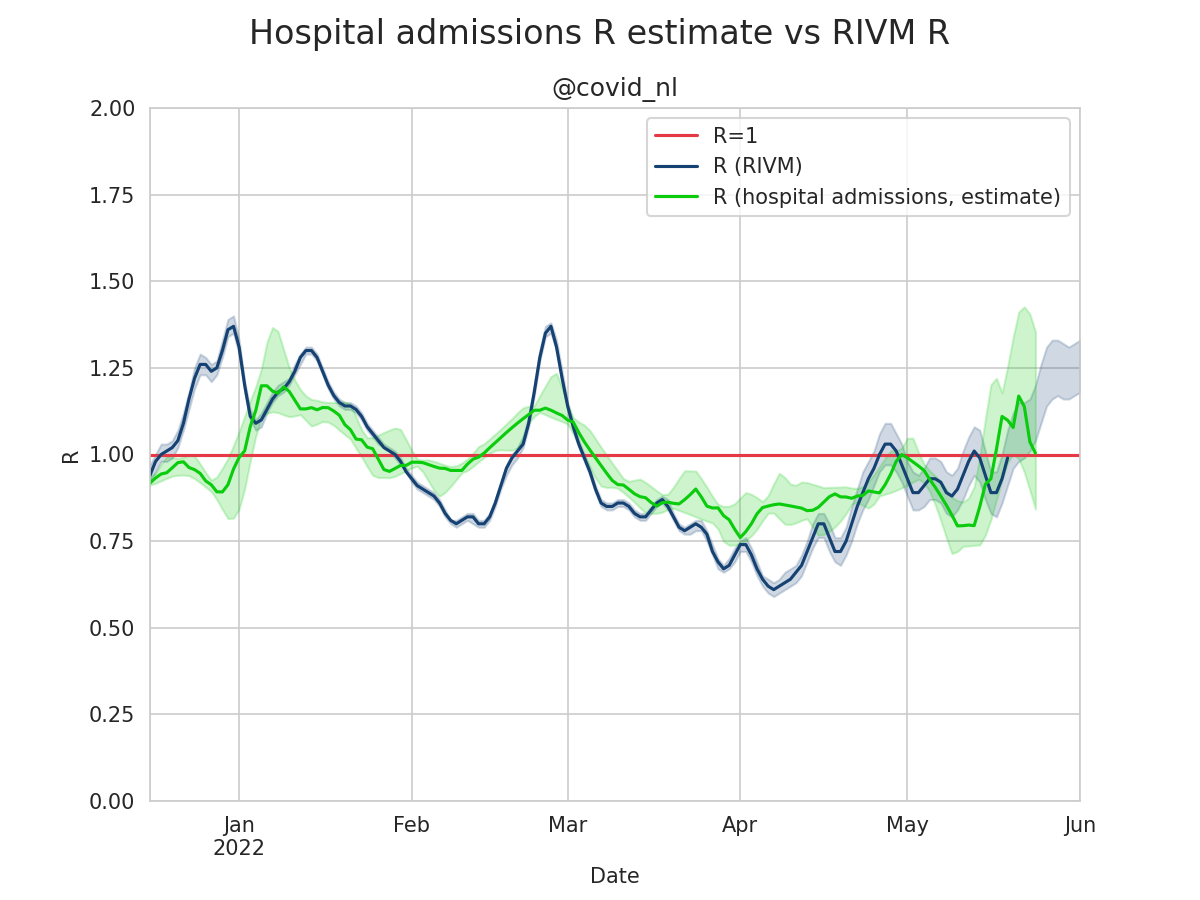 Hospital admissions R estimate vs RIVM R
@covid_nl
R=1
R (RIVM)
R (hospital admissions, estimate)
2.00
1.75
1.50
1.25
1.00
0.75
0.50
0.25
0.00
R
Jan Feb Mar Apr May Jun
2022
Date